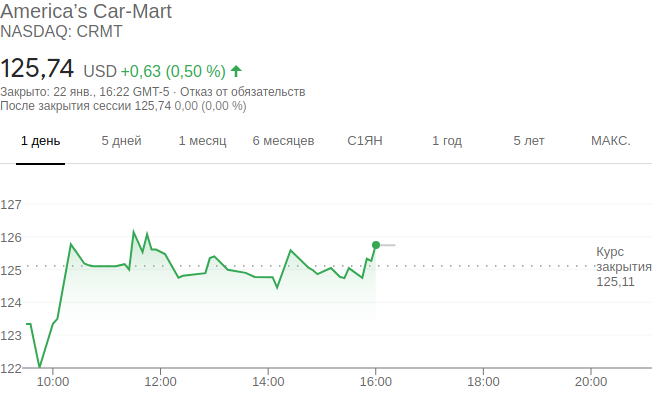 America’s Car-Mart
NASDAQ: CRMT
125,74 USD +0,63 (0,50 %)
Закрыто: 22 янв., 16:22 GMT-5 · Отказ от обязательств
После закрытия сессии 125,74 0,00 (0,00 %)
1 день 5 дней 1 месяц 6 месяцев С1ЯН 1 год 5 лет МАКС.
127
126
Курс
125 закрытия
125,11
124
123
122
10:00 12:00 14:00 16:00 18:00 20:00